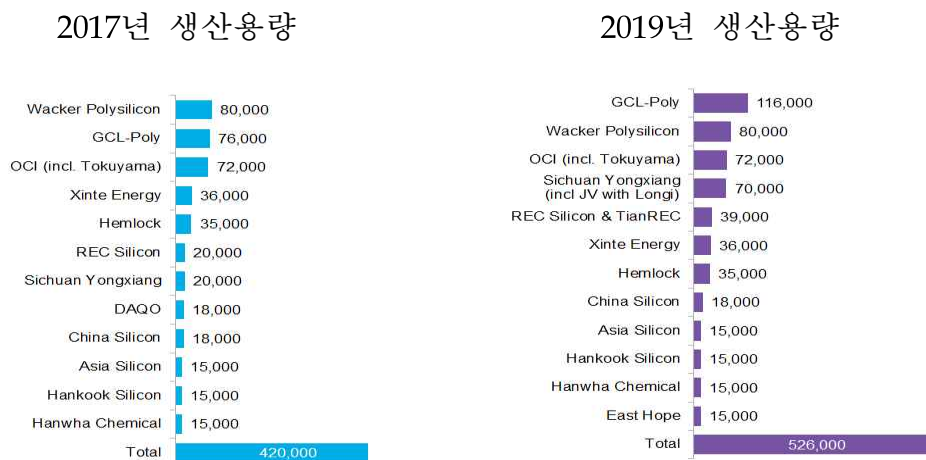 2017년 생산용량
Wacker Polysilicon 80,000
GCL-Poly 76,000
OCI (incl. Tokuyama) 72,000
Xinte Energy 36,000
Hemlock 35,000
REC Silicon 20,000
Sichuan Yongxiang 20,000
DAQO 18,000
China Silicon 18,000
Asia Silicon 15,000
Hankook Silicon 15,000
Hanwha Chemical 15,000
Total 420,000
2019년 생산용량
GCL-Poly 116,000
Wacker Polysilicon 80,000
OCI (incl. Tokuyama) 72,000
Sichuan Yongxiang
(incl JV with Longi) 70,000
REC Silicon & TianREC 39,000
Xinte Energy 36,000
Hemlock 35,000
China Silicon 18,000
Asia Silicon 15,000
Hankook Silicon 15,000
Hanwha Chemical 15,000
East Hope 15,000
Total 526,000